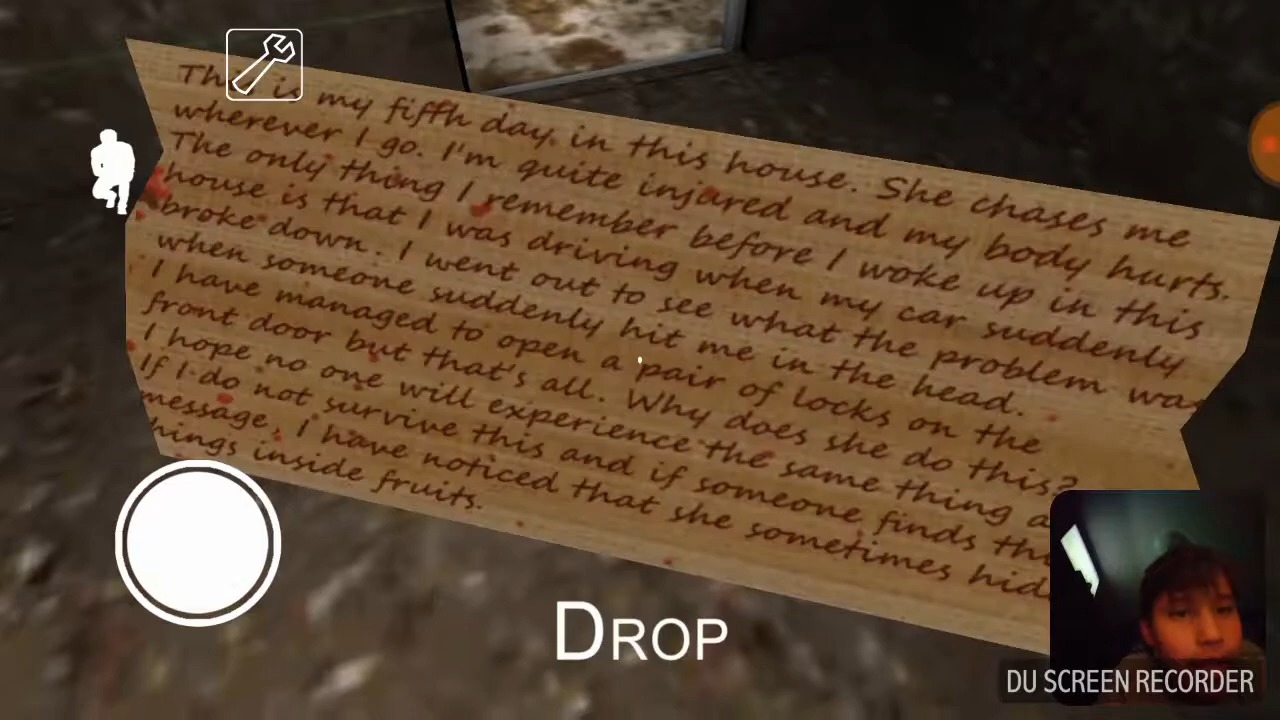 is my fifth day in this house. She chases me
wherever I go. I'm quite injured and my body hurts.
The only thing I remember before I woke up in this
house is that I was driving when my car suddenly
broke down. I went out to see what the problem was
when someone suddenly hit me in the head.
I have managed to open a pair of locks on the
front door but that's all. Why does she do this?
I hope no one will experience the same thing
If I do not survive this and if someone finds
message, I have noticed that she sometimes
inside fruits.
DROP
DU SCREEN RECORDER